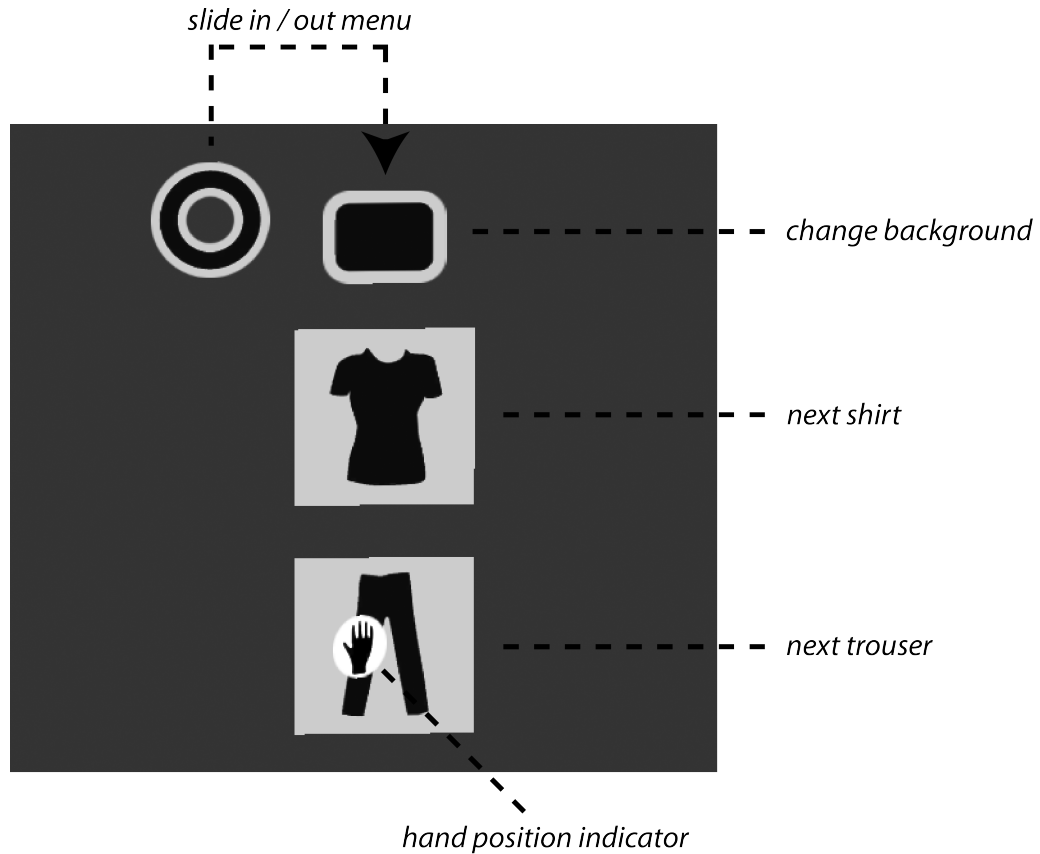 slide in / out menu
change background
next shirt
next trouser
hand position indicator